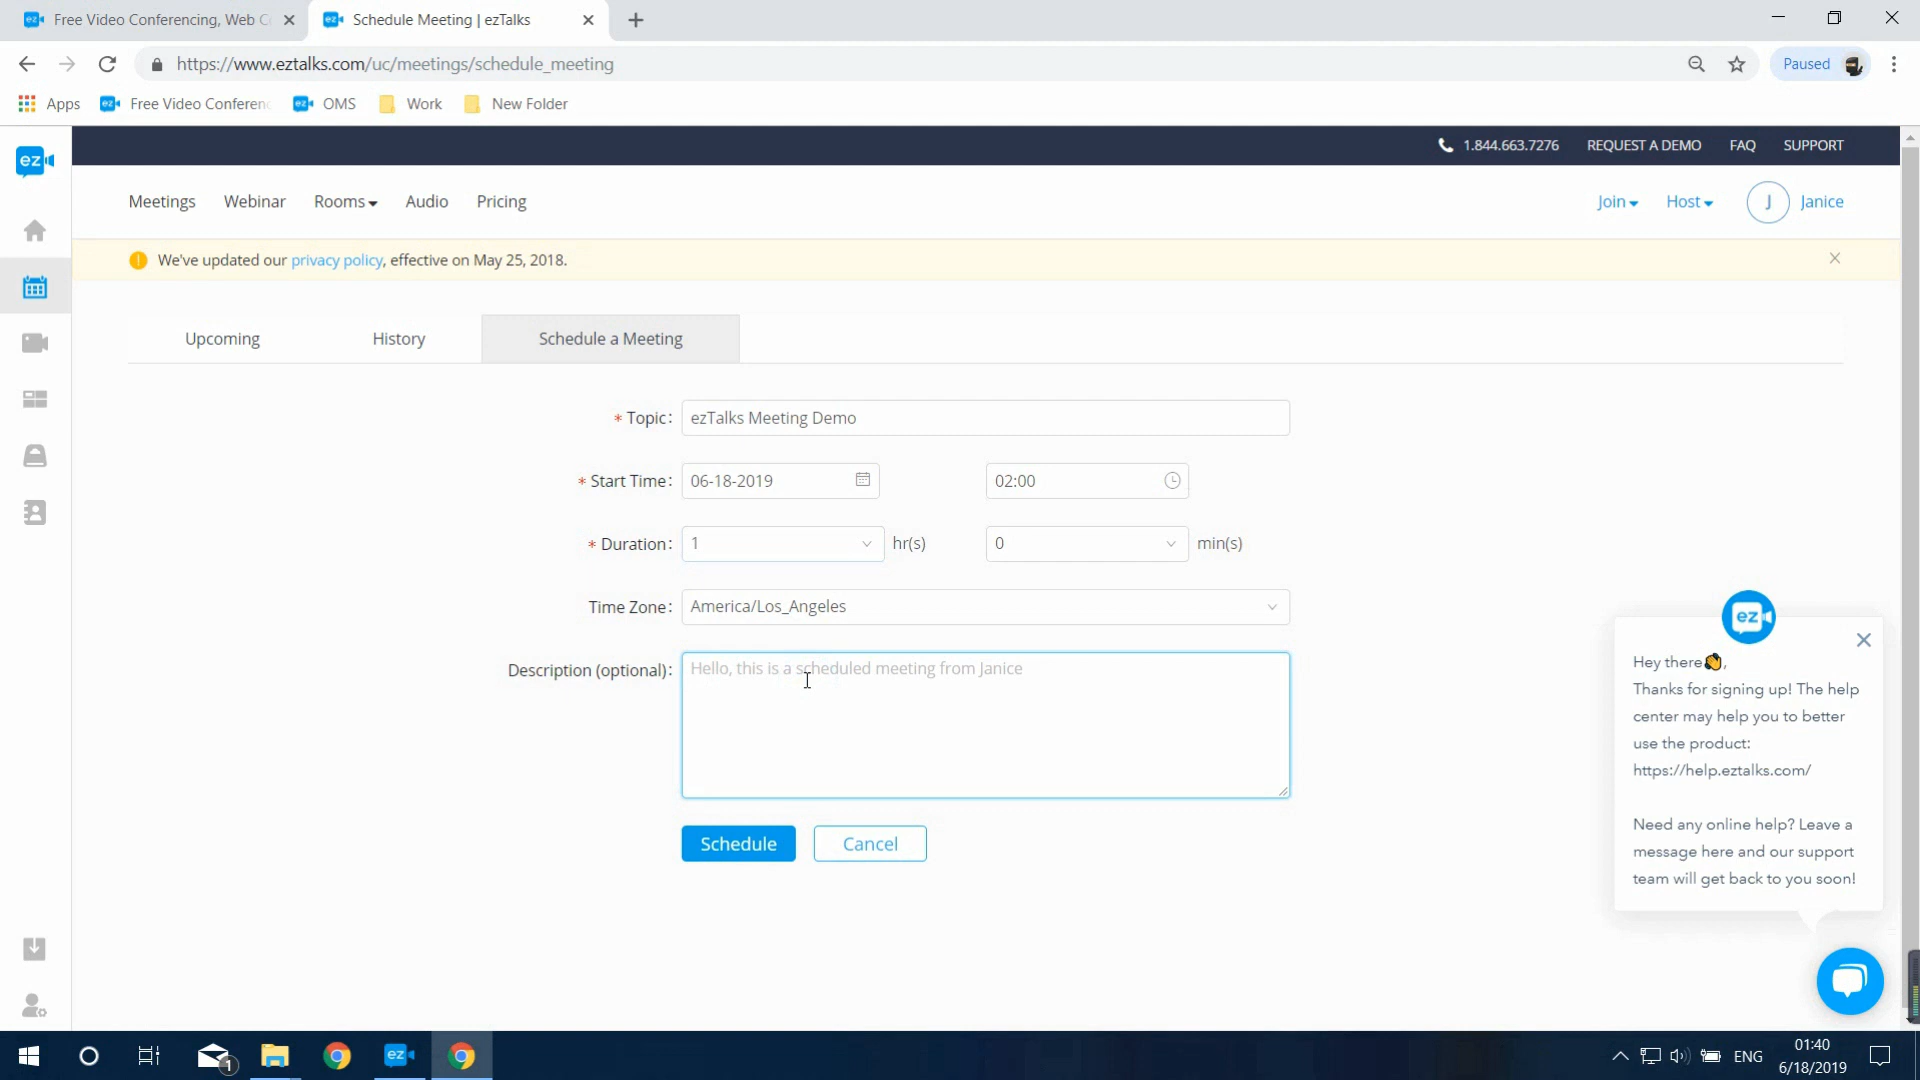 Free Video Conferencing, Web C
Schedule Meeting | ezTalks
https://www.eztalks.com/uc/meetings/schedule_meeting
Paused
Apps
Free Video Conferenc
OMS
Work
New Folder
ez
1.844.663.7276
REQUEST A DEMO
FAQ
SUPPORT
Meetings
Webinar
Rooms
Audio
Pricing
Join
Host
J
Janice
We've updated our privacy policy, effective on May 25, 2018.
Upcoming
History
Schedule a Meeting
* Topic:
ezTalks Meeting Demo
* Start Time:
06-18-2019
02:00
* Duration:
1
hr(s)
0
min(s)
Time Zone:
America/Los_Angeles
Description (optional):
Hello, this is a scheduled meeting from Janice
Schedule
Cancel
ez
Hey there👋,
Thanks for signing up! The help
center may help you to better
use the product:
https://help.eztalks.com/
Need any online help? Leave a
message here and our support
team will get back to you soon!
1
ez
ENG
01:40
6/18/2019